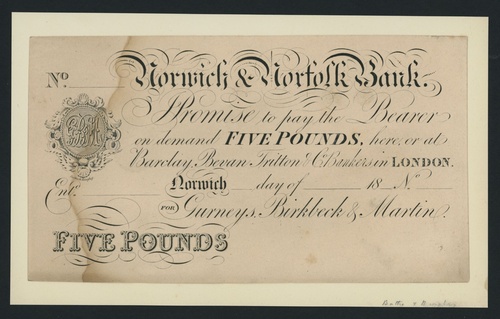 Nº Norwich & Norfolk Bank.
I Promise to pay the Bearer
on demand FIVE POUNDS, here, or at
Barclay, Bevan, Tritton & Cº Bankers in LONDON.
Norwich day of 18 Nº
Entd
FOR Gurneys, Birkbeck & Martin.
FIVE POUNDS